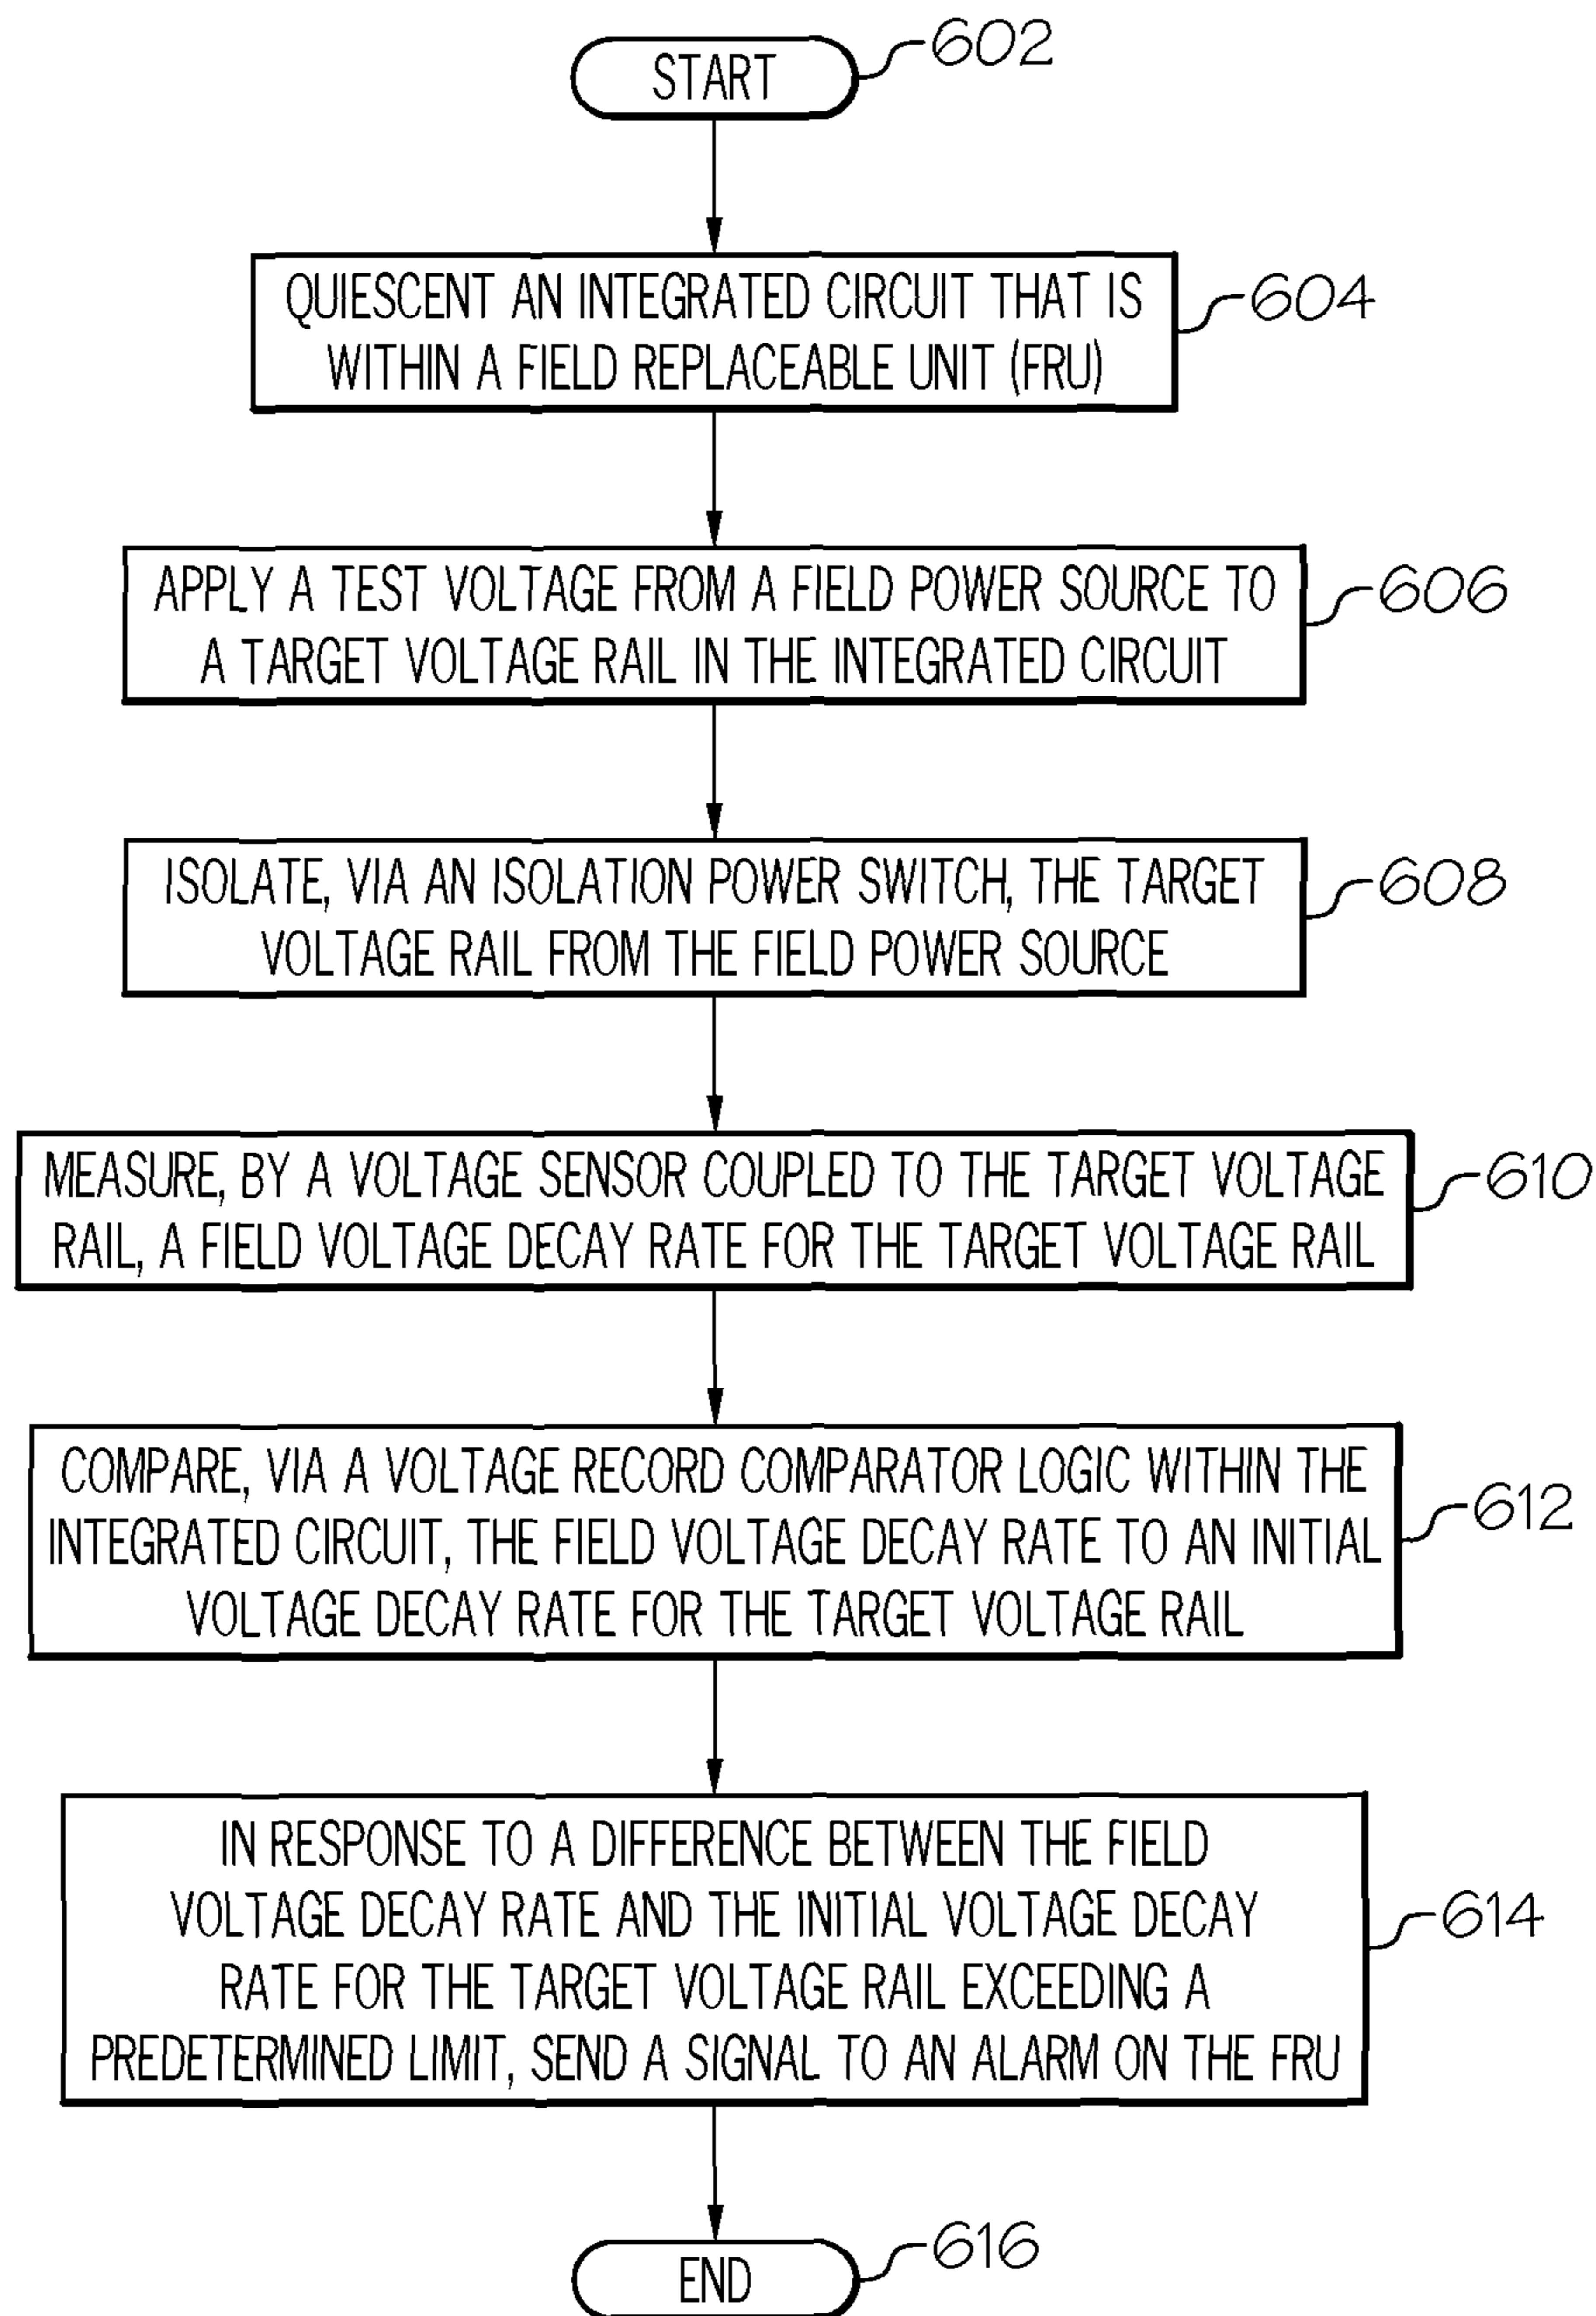 START
602
QUIESCENT AN INTEGRATED CIRCUIT THAT IS
WITHIN A FIELD REPLACEABLE UNIT (FRU)
604
APPLY A TEST VOLTAGE FROM A FIELD POWER SOURCE TO
A TARGET VOLTAGE RAIL IN THE INTEGRATED CIRCUIT
606
ISOLATE, VIA AN ISOLATION POWER SWITCH, THE TARGET
VOLTAGE RAIL FROM THE FIELD POWER SOURCE
608
MEASURE, BY A VOLTAGE SENSOR COUPLED TO THE TARGET VOLTAGE
RAIL, A FIELD VOLTAGE DECAY RATE FOR THE TARGET VOLTAGE RAIL
610
COMPARE, VIA A VOLTAGE RECORD COMPARATOR LOGIC WITHIN THE
INTEGRATED CIRCUIT, THE FIELD VOLTAGE DECAY RATE TO AN INITIAL
VOLTAGE DECAY RATE FOR THE TARGET VOLTAGE RAIL
612
IN RESPONSE TO A DIFFERENCE BETWEEN THE FIELD
VOLTAGE DECAY RATE AND THE INITIAL VOLTAGE DECAY
RATE FOR THE TARGET VOLTAGE RAIL EXCEEDING A
PREDETERMINED LIMIT, SEND A SIGNAL TO AN ALARM ON THE FRU
614
END
616